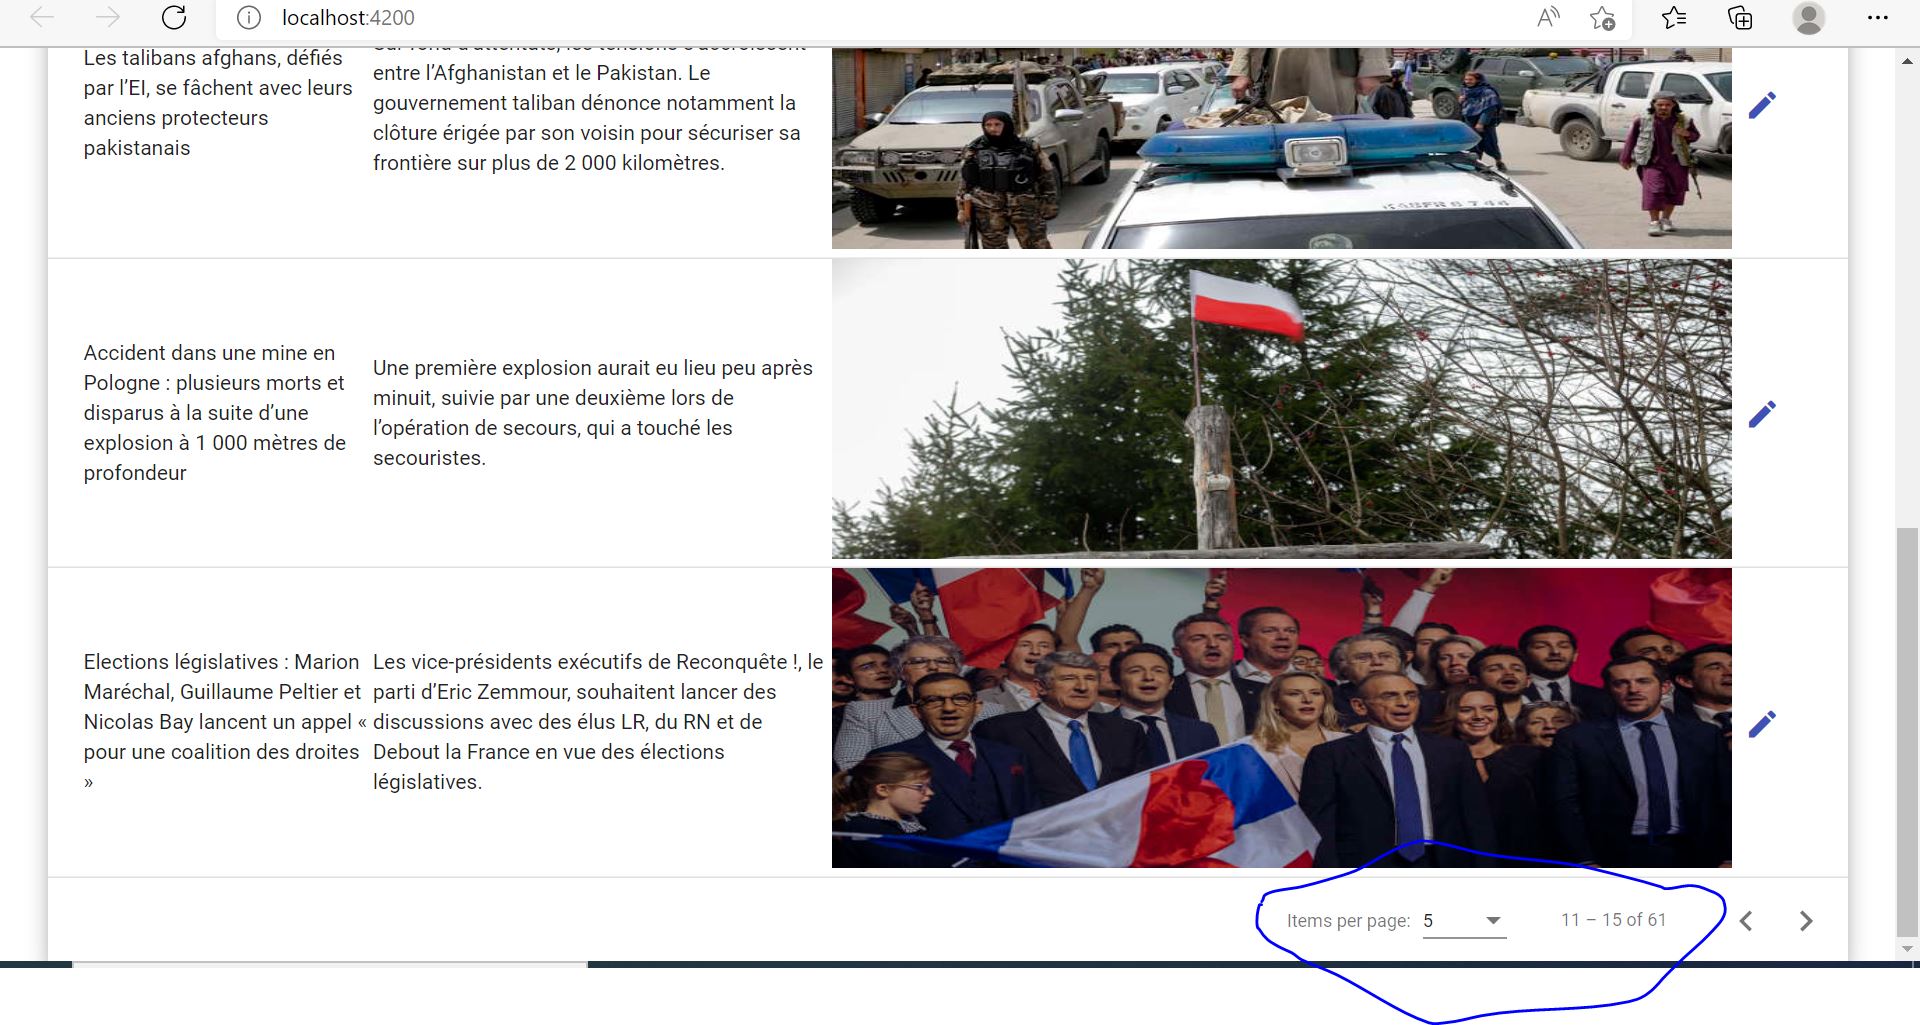 localhost:4200
Les talibans afghans, défiés
par l’EI, se fâchent avec leurs
anciens protecteurs
pakistanais
Sur fond d’attentats, les tensions s’accroissent
entre l’Afghanistan et le Pakistan. Le
gouvernement taliban dénonce notamment la
clôture érigée par son voisin pour sécuriser sa
frontière sur plus de 2 000 kilomètres.
Accident dans une mine en
Pologne : plusieurs morts et
disparus à la suite d’une
explosion à 1 000 mètres de
profondeur
Une première explosion aurait eu lieu peu après
minuit, suivie par une deuxième lors de
l’opération de secours, qui a touché les
secouristes.
Elections législatives : Marion
Maréchal, Guillaume Peltier et
Nicolas Bay lancent un appel «
pour une coalition des droites
»
Les vice-présidents exécutifs de Reconquête !, le
parti d’Eric Zemmour, souhaitent lancer des
discussions avec des élus LR, du RN et de
Debout la France en vue des élections
législatives.
Items per page: 5
11 – 15 of 61